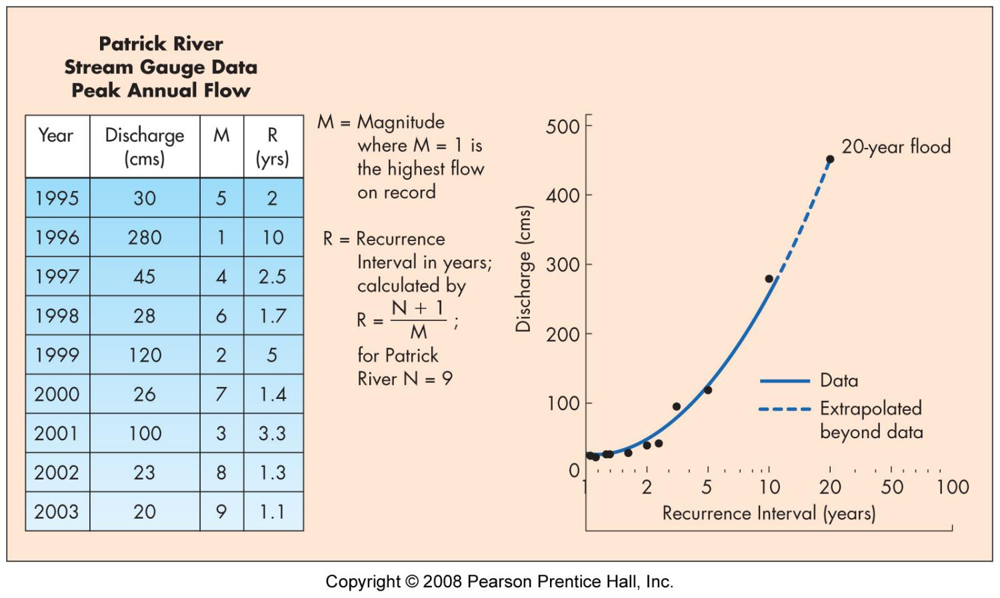 Patrick River
Stream Gauge Data
Peak Annual Flow
Year Discharge (cms) M R (yrs)
1995 30 5 2
1996 280 1 10
1997 45 4 2.5
1998 28 6 1.7
1999 120 2 5
2000 26 7 1.4
2001 100 3 3.3
2002 23 8 1.3
2003 20 9 1.1
M = Magnitude
where M = 1 is
the highest flow
on record
R = Recurrence
Interval in years;
calculated by
R = N + 1 / M ;
for Patrick
River N = 9
Discharge (cms)
500
400
300
200
100
0
20-year flood
Data
Extrapolated
beyond data
1 2 5 10 20 50 100
Recurrence Interval (years)
Copyright © 2008 Pearson Prentice Hall, Inc.